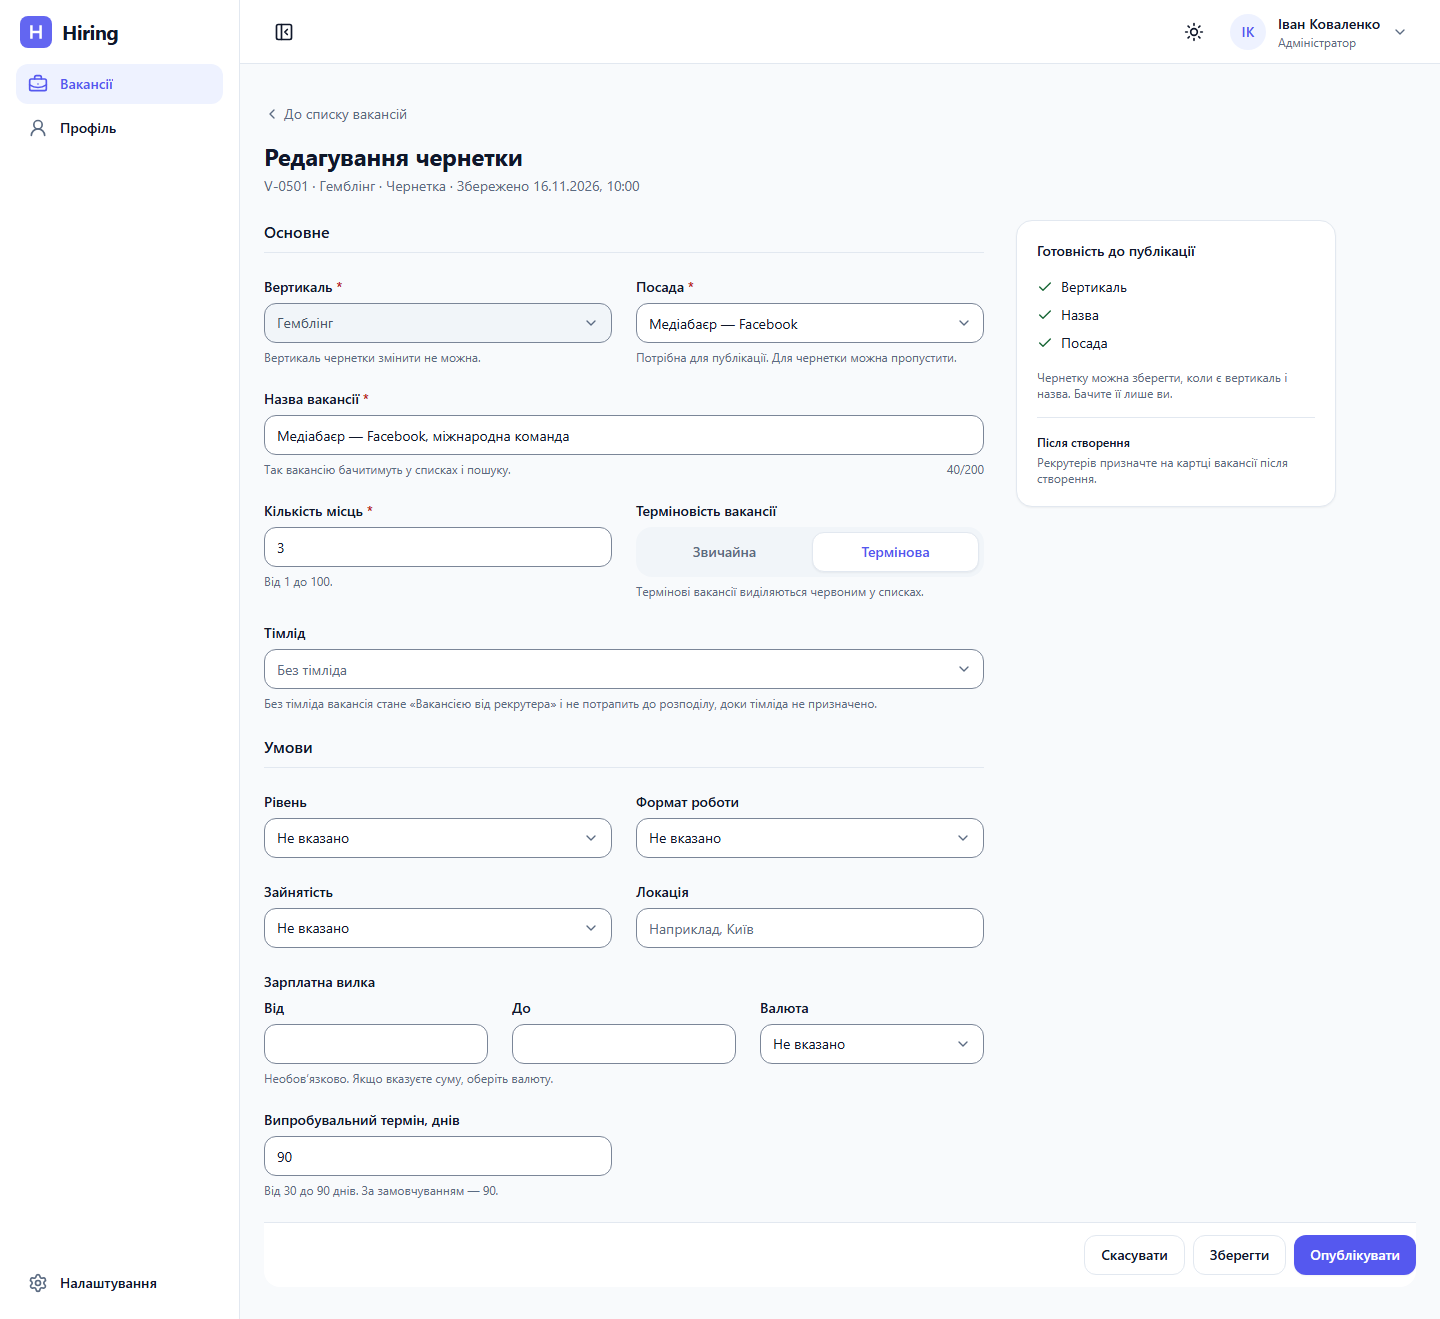 H Hiring
Вакансії
Профіль
Налаштування
ІК
Іван Коваленко
Адміністратор
До списку вакансій
Редагування чернетки
V-0501 · Гемблінг · Чернетка · Збережено 16.11.2026, 10:00
Основне
Вертикаль *
Гемблінг
Вертикаль чернетки змінити не можна.
Посада *
Медіабаєр — Facebook
Потрібна для публікації. Для чернетки можна пропустити.
Назва вакансії *
Медіабаєр — Facebook, міжнародна команда
Так вакансію бачитимуть у списках і пошуку.
40/200
Кількість місць *
3
Від 1 до 100.
Терміновість вакансії
Звичайна
Термінова
Термінові вакансії виділяються червоним у списках.
Тімлід
Без тімліда
Без тімліда вакансія стане «Вакансією від рекрутера» і не потрапить до розподілу, доки тімліда не призначено.
Умови
Рівень
Не вказано
Формат роботи
Не вказано
Зайнятість
Не вказано
Локація
Наприклад, Київ
Зарплатна вилка
Від
До
Валюта
Не вказано
Необов'язково. Якщо вказуєте суму, оберіть валюту.
Випробувальний термін, днів
90
Від 30 до 90 днів. За замовчуванням — 90.
Готовність до публікації
Вертикаль
Назва
Посада
Чернетку можна зберегти, коли є вертикаль і
назва. Бачите її лише ви.
Після створення
Рекрутерів призначте на картці вакансії після
створення.
Скасувати
Зберегти
Опублікувати